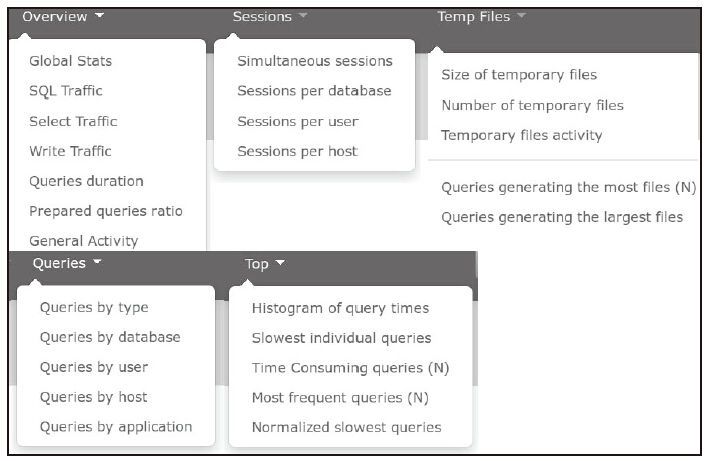 Overview
Global Stats
SQL Traffic
Select Traffic
Write Traffic
Queries duration
Prepared queries ratio
General Activity
Sessions
Simultaneous sessions
Sessions per database
Sessions per user
Sessions per host
Temp Files
Size of temporary files
Number of temporary files
Temporary files activity
Queries generating the most files (N)
Queries generating the largest files
Queries
Queries by type
Queries by database
Queries by user
Queries by host
Queries by application
Top
Histogram of query times
Slowest individual queries
Time Consuming queries (N)
Most frequent queries (N)
Normalized slowest queries